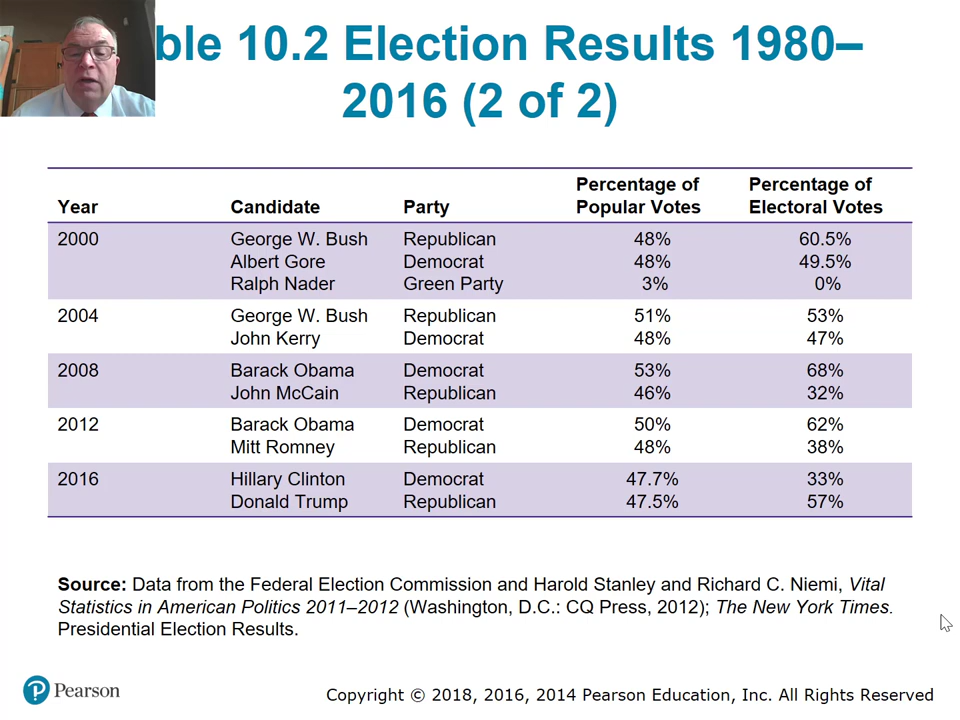 ble 10.2 Election Results 1980–
2016 (2 of 2)
Year Candidate Party Percentage of Popular Votes Percentage of Electoral Votes
2000 George W. Bush Republican 48% 60.5%
Albert Gore Democrat 48% 49.5%
Ralph Nader Green Party 3% 0%
2004 George W. Bush Republican 51% 53%
John Kerry Democrat 48% 47%
2008 Barack Obama Democrat 53% 68%
John McCain Republican 46% 32%
2012 Barack Obama Democrat 50% 62%
Mitt Romney Republican 48% 38%
2016 Hillary Clinton Democrat 47.7% 33%
Donald Trump Republican 47.5% 57%
Source: Data from the Federal Election Commission and Harold Stanley and Richard C. Niemi, Vital
Statistics in American Politics 2011–2012 (Washington, D.C.: CQ Press, 2012); The New York Times.
Presidential Election Results.
Pearson
Copyright © 2018, 2016, 2014 Pearson Education, Inc. All Rights Reserved